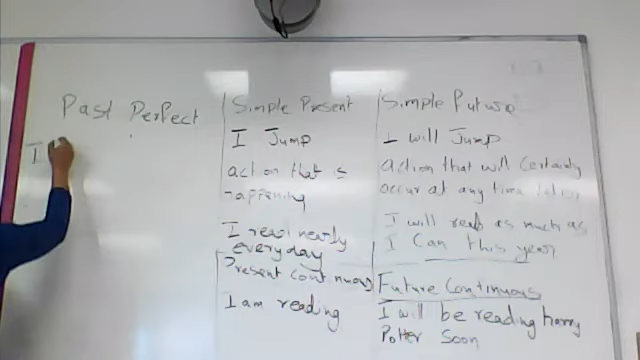 Past Perfect
I
Simple Present
I Jump
action that is
happening
I read nearly
everyday
Present continuous
I am reading
Simple Future
I will Jump
Action that will certainly
occur at any time
I will read as much as
I Can this year
Future Continuous
I will be reading harry
Potter Soon